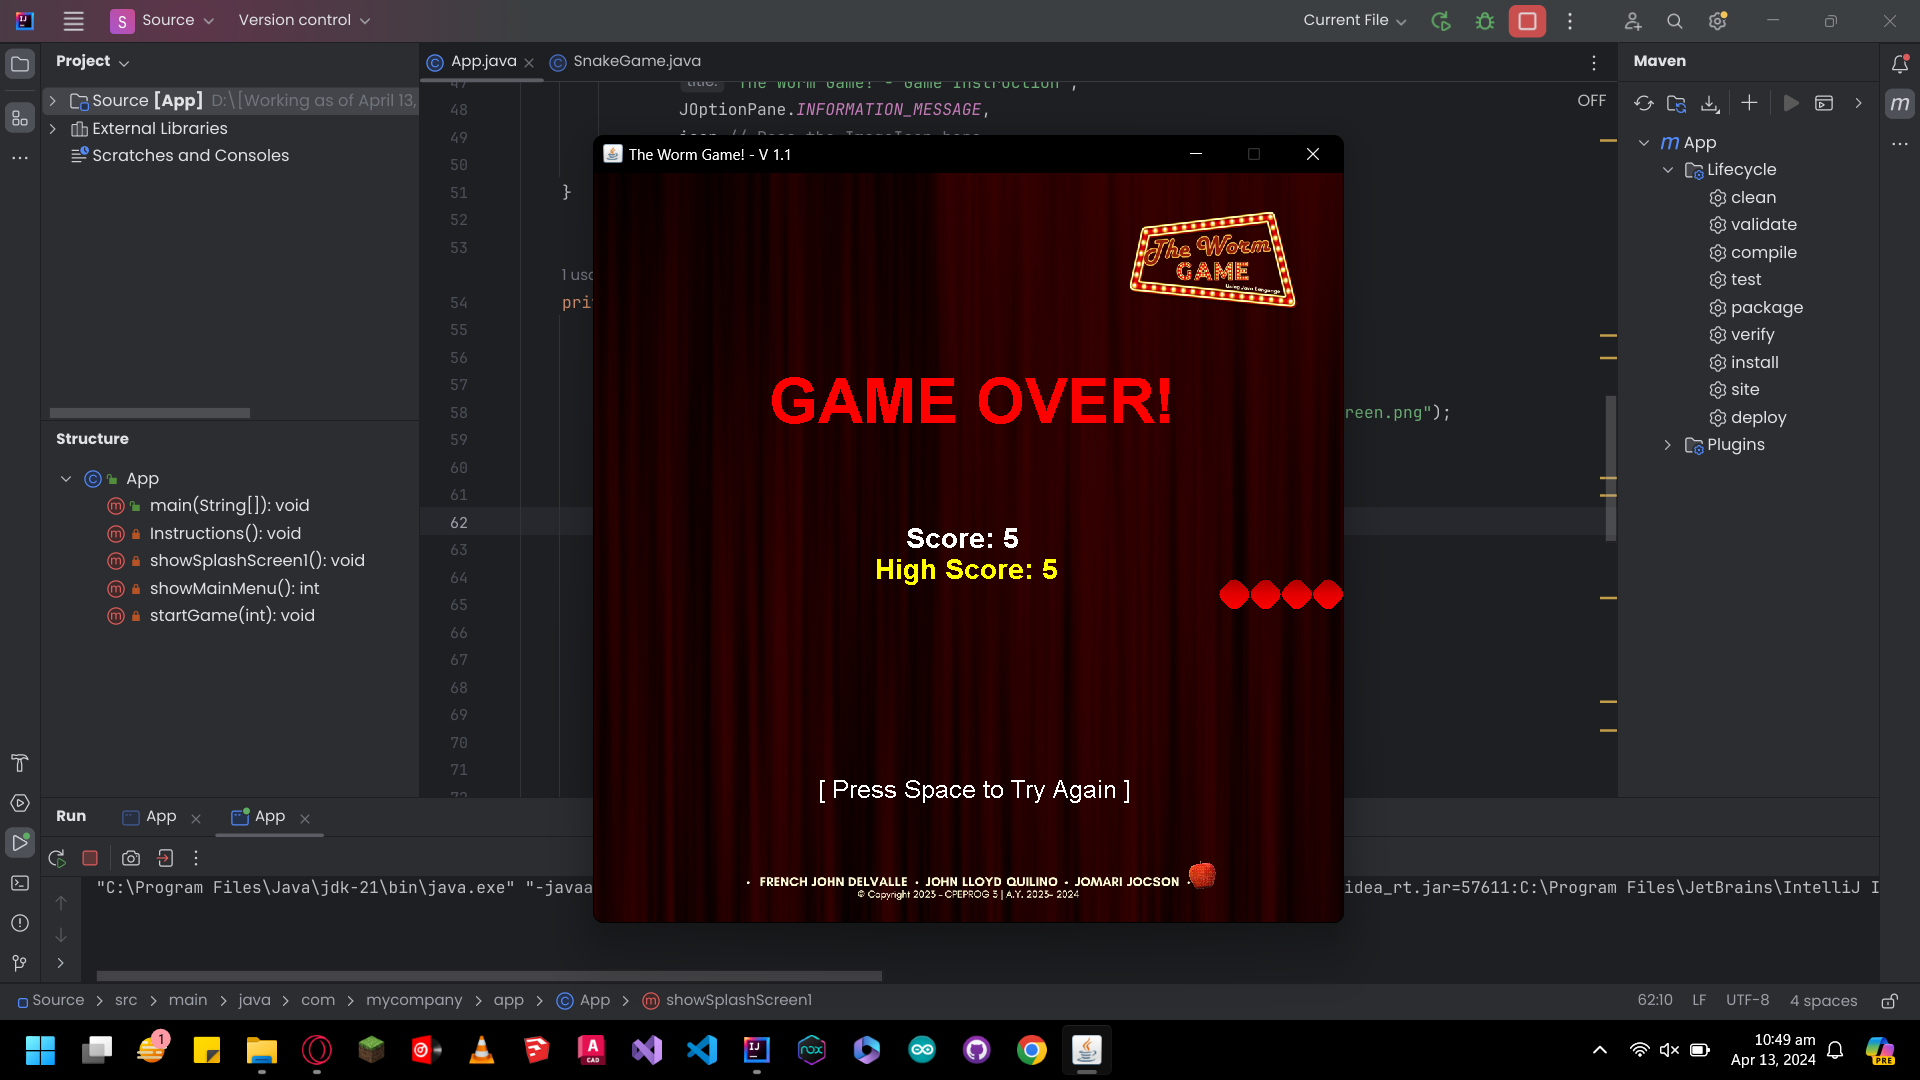 S Source Version control Current File
Project
Source [App] D:\[Working as of April 13,
External Libraries
Scratches and Consoles
App.java SnakeGame.java
OFF
47
48 JOptionPane.INFORMATION_MESSAGE,
49
50
51 }
52
53
1 usa
54 pri
55
56
57
58 reen.png");
59
60
61
62
63
64
65
66
67
68
69
70
71
Maven
App
Lifecycle
clean
validate
compile
test
package
verify
install
site
deploy
Plugins
Structure
App
main(String[]): void
Instructions(): void
showSplashScreen1(): void
showMainMenu(): int
startGame(int): void
The Worm Game! - V 1.1
The Worm
GAME
Using Java Language
GAME OVER!
Score: 5
High Score: 5
[ Press Space to Try Again ]
• FRENCH JOHN DELVALLE • JOHN LLOYD QUILINO • JOMARI JOCSON •
© Copyright 2023 - CPEPROG 3 | A.Y. 2023- 2024
Run App App
"C:\Program Files\Java\jdk-21\bin\java.exe" "-javaa
idea_rt.jar=57611:C:\Program Files\JetBrains\IntelliJ I
Source > src > main > java > com > mycompany > app > App > showSplashScreen1
62:10 LF UTF-8 4 spaces
1
10:49 am
Apr 13, 2024
PRE